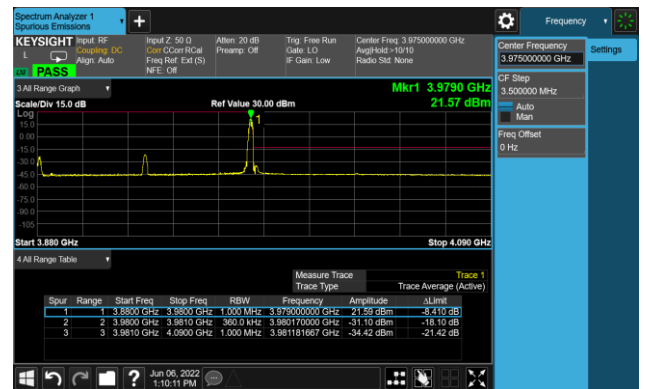 Spectrum Analyzer 1
Spurious Emissions
Frequency
KEYSIGHT Input: RF Input Z: 50 Ω Atten: 20 dB Trig: Free Run Center Freq: 3.975000000 GHz
L Coupling: DC Corr CCorr RCal Preamp: Off Gate: LO Avg|Hold:>10/10
Align: Auto Freq Ref: Ext (S) IF Gain: Low Radio Std: None
LW PASS NFE: Off
Center Frequency
3.975000000 GHz
Settings
CF Step
3.500000 MHz
Auto
Man
Freq Offset
0 Hz
3 All Range Graph
Mkr1 3.9790 GHz
Scale/Div 15.0 dB Ref Value 30.00 dBm 21.57 dBm
Log
1
15.0
0.00
-15.0
-30.0
-45.0
-60.0
-75.0
-90.0
-105
Start 3.880 GHz Stop 4.090 GHz
4 All Range Table
Measure Trace Trace 1
Trace Type Trace Average (Active)
Spur Range Start Freq Stop Freq RBW Frequency Amplitude ΔLimit
1 1 3.8800 GHz 3.9800 GHz 1.000 MHz 3.979000000 GHz 21.59 dBm -8.410 dB
2 2 3.9800 GHz 3.9810 GHz 360.0 kHz 3.980170000 GHz -31.10 dBm -18.10 dB
3 3 3.9810 GHz 4.0900 GHz 1.000 MHz 3.981181667 GHz -34.42 dBm -21.42 dB
Jun 06, 2022
1:10:11 PM